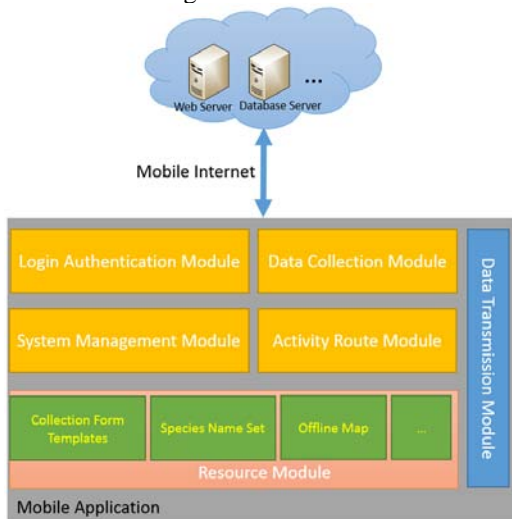 Web Server
Database Server
...
Mobile Internet
Login Authentication Module
Data Collection Module
System Management Module
Activity Route Module
Data Transmission Module
Collection Form
Templates
Species Name Set
Offline Map
...
Resource Module
Mobile Application